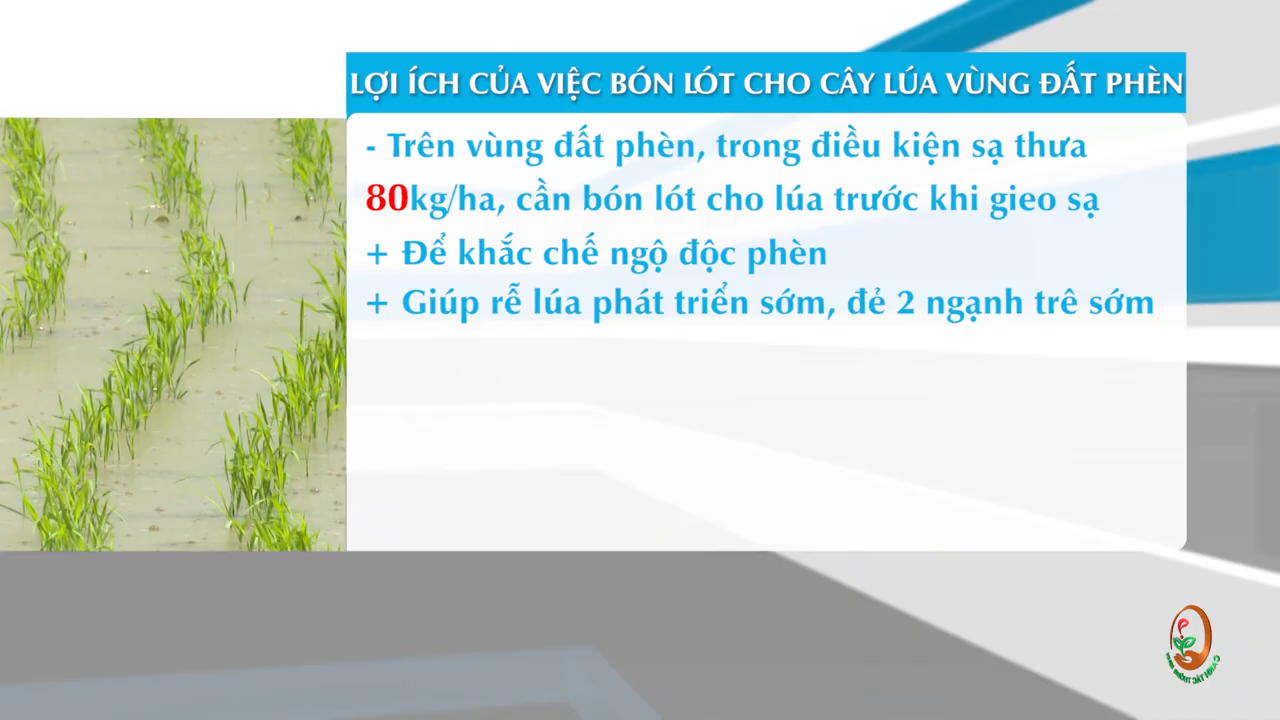 LỢI ÍCH CỦA VIỆC BÓN LÓT CHO CÂY LÚA VÙNG ĐẤT PHÈN
- Trên vùng đất phèn, trong điều kiện sạ thưa
80kg/ha, cần bón lót cho lúa trước khi gieo sạ
+ Để khắc chế ngộ độc phèn
+ Giúp rễ lúa phát triển sớm, đẻ 2 ngạnh trê sớm